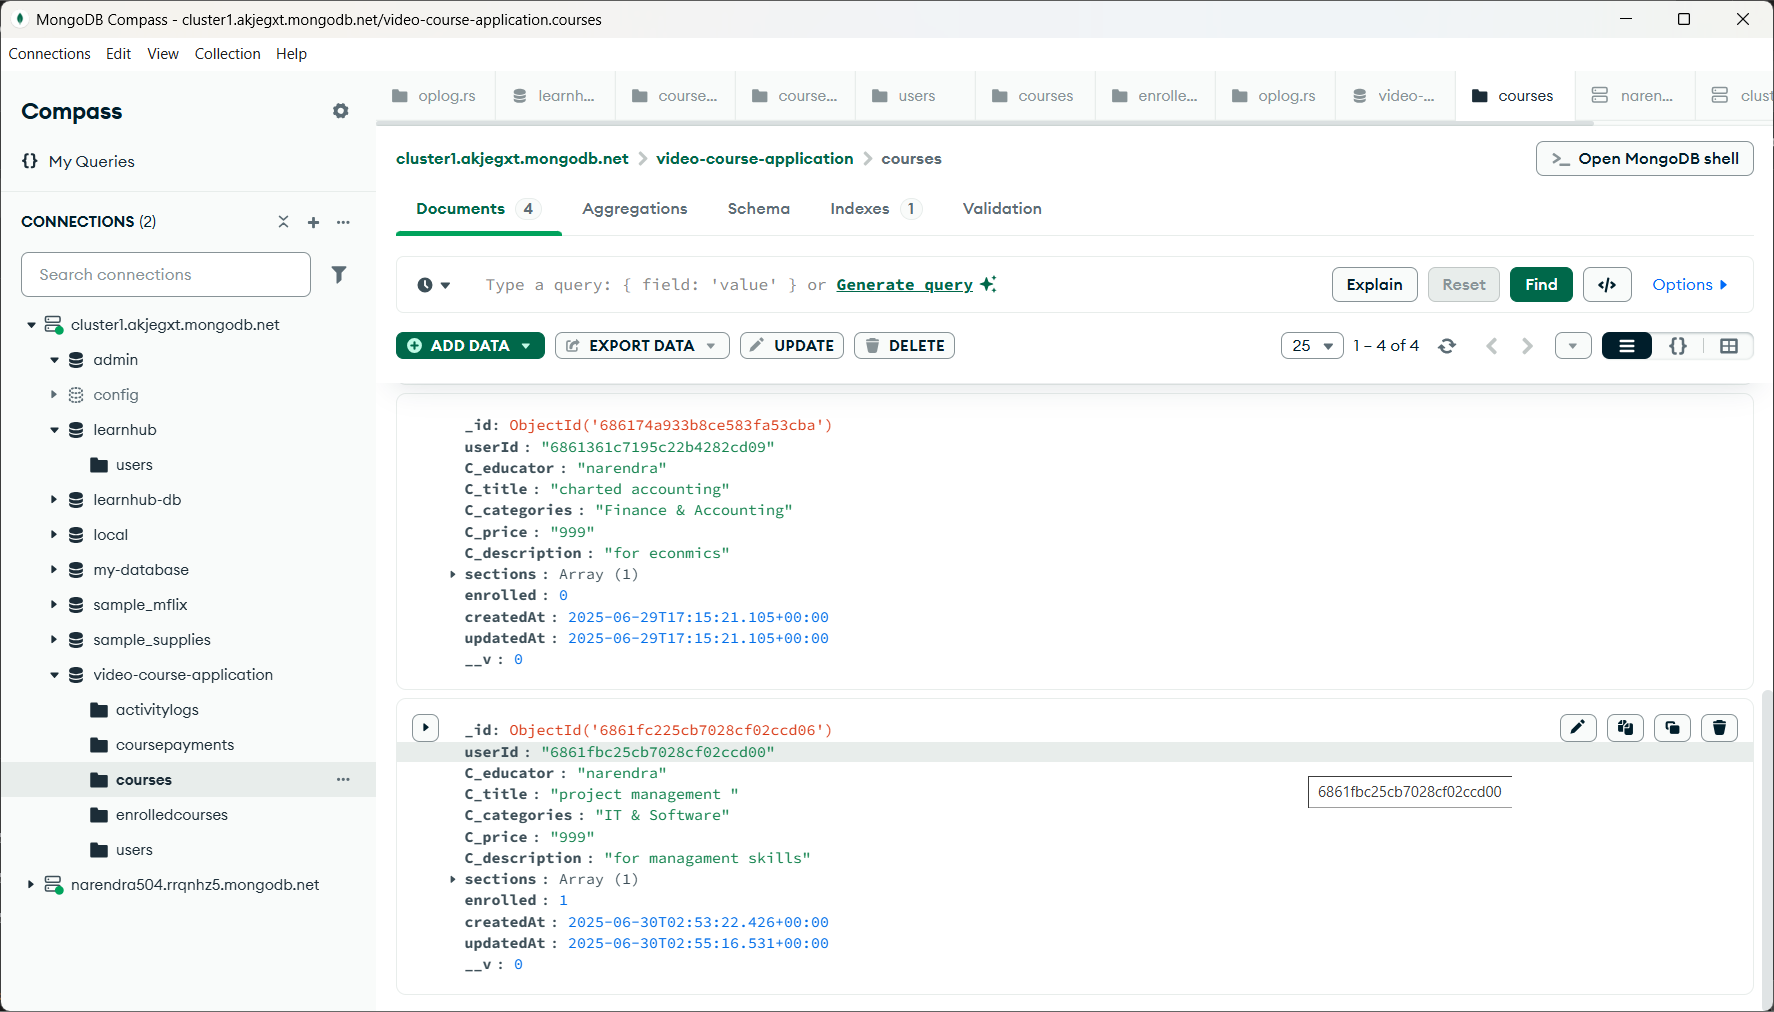 MongoDB Compass - cluster1.akjegxt.mongodb.net/video-course-application.courses
Connections Edit View Collection Help
Compass
My Queries
CONNECTIONS (2)
Search connections
cluster1.akjegxt.mongodb.net
admin
config
learnhub
users
learnhub-db
local
my-database
sample_mflix
sample_supplies
video-course-application
activitylogs
coursepayments
courses
enrolledcourses
users
narendra504.rrqnhz5.mongodb.net
oplog.rs learnh... course... course... users courses enrolle... oplog.rs video-... courses naren... clust
cluster1.akjegxt.mongodb.net > video-course-application > courses
>_ Open MongoDB shell
Documents 4 Aggregations Schema Indexes 1 Validation
Type a query: { field: 'value' } or Generate query
Explain Reset Find </> Options
ADD DATA EXPORT DATA UPDATE DELETE
25 1 – 4 of 4 {}
_id: ObjectId('686174a933b8ce583fa53cba')
userId : "6861361c7195c22b4282cd09"
C_educator : "narendra"
C_title : "charted accounting"
C_categories : "Finance & Accounting"
C_price : "999"
C_description : "for econmics"
sections : Array (1)
enrolled : 0
createdAt : 2025-06-29T17:15:21.105+00:00
updatedAt : 2025-06-29T17:15:21.105+00:00
__v : 0
_id: ObjectId('6861fc225cb7028cf02ccd06')
userId : "6861fbc25cb7028cf02ccd00"
C_educator : "narendra"
C_title : "project management "
C_categories : "IT & Software"
C_price : "999"
C_description : "for managament skills"
sections : Array (1)
enrolled : 1
createdAt : 2025-06-30T02:53:22.426+00:00
updatedAt : 2025-06-30T02:55:16.531+00:00
__v : 0
6861fbc25cb7028cf02ccd00